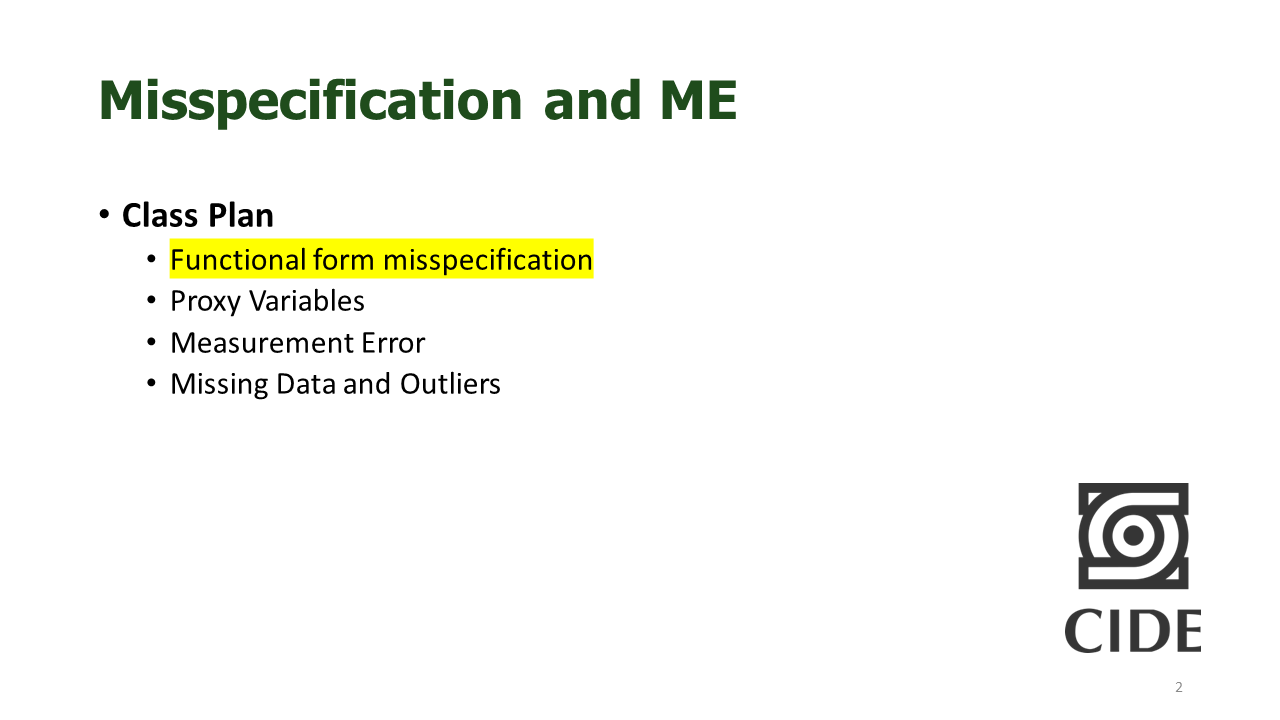 Misspecification and ME
• Class Plan
• Functional form misspecification
• Proxy Variables
• Measurement Error
• Missing Data and Outliers
CIDE
2